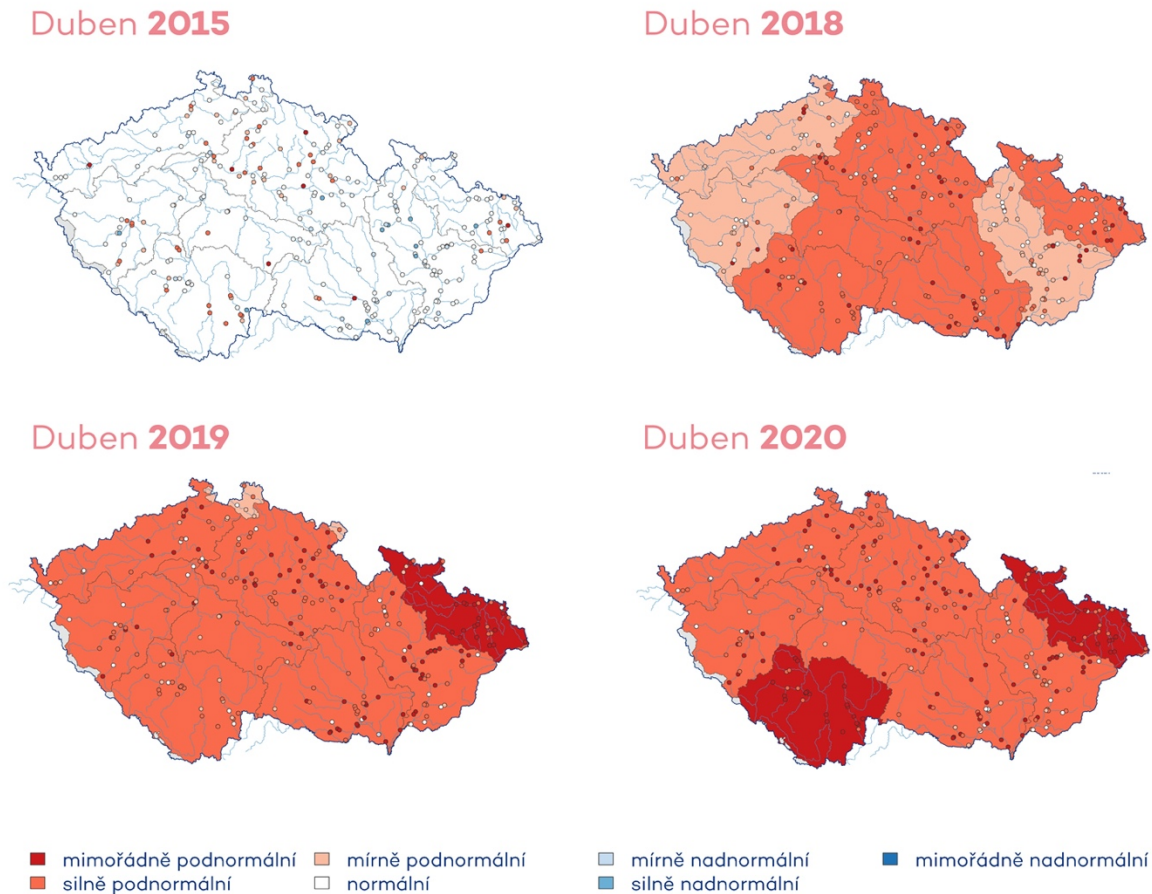 Duben 2015
Duben 2018
Duben 2019
Duben 2020
mimořádně podnormální
silně podnormální
mírně podnormální
normální
mírně nadnormální
silně nadnormální
mimořádně nadnormální